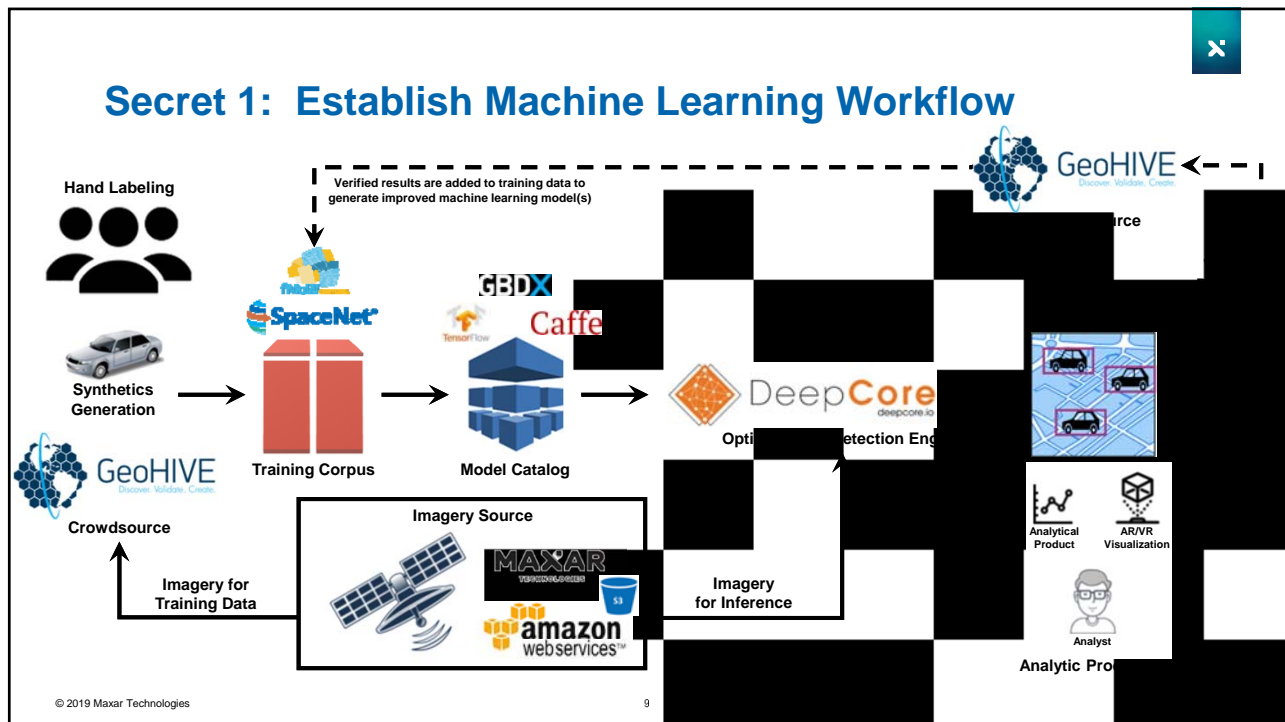 Secret 1: Establish Machine Learning Workflow
GeoHIVE
Discover. Validate. Create.
Hand Labeling
Verified results are added to training data to
generate improved machine learning model(s)
GBDX
SpaceNet
TensorFlow
Caffe
Synthetics
Generation
DeepCore
deepcore.io
Training Corpus
Model Catalog
GeoHIVE
Discover. Validate. Create.
Crowdsource
Imagery Source
Analytical
Product
AR/VR
Visualization
MAXAR
TECHNOLOGIES
S3
Imagery for
Training Data
Imagery
for Inference
amazon
webservices™
Analyst
© 2019 Maxar Technologies
9